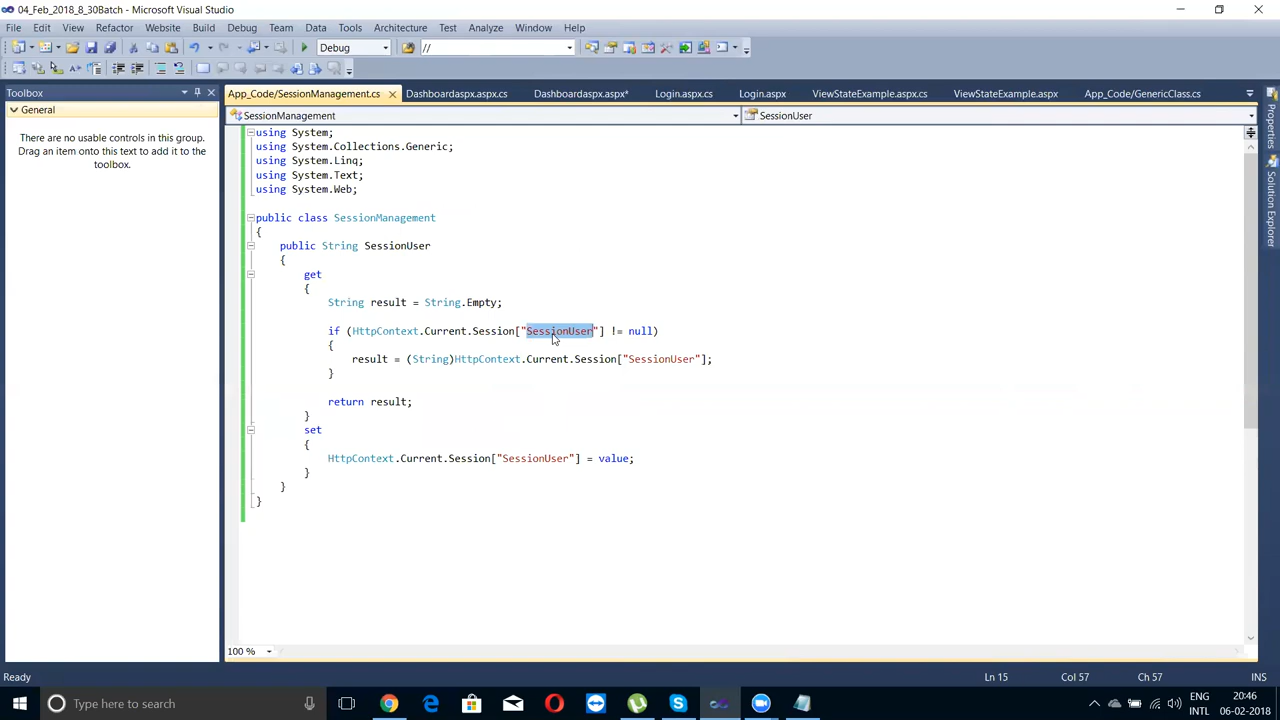 04_Feb_2018_8_30Batch - Microsoft Visual Studio
File Edit View Refactor Website Build Debug Team Data Tools Architecture Test Analyze Window Help
Debug //
Toolbox
General
There are no usable controls in this group.
Drag an item onto this text to add it to the
toolbox.
App_Code/SessionManagement.cs Dashboardaspx.aspx.cs Dashboardaspx.aspx* Login.aspx.cs Login.aspx ViewStateExample.aspx.cs ViewStateExample.aspx App_Code/GenericClass.cs
SessionManagement SessionUser
using System;
using System.Collections.Generic;
using System.Linq;
using System.Text;
using System.Web;
public class SessionManagement
{
public String SessionUser
{
get
{
String result = String.Empty;
if (HttpContext.Current.Session["SessionUser"] != null)
{
result = (String)HttpContext.Current.Session["SessionUser"];
}
return result;
}
set
{
HttpContext.Current.Session["SessionUser"] = value;
}
}
}
100 %
Properties
Solution Explorer
Ready Ln 15 Col 57 Ch 57 INS
Type here to search
ENG
INTL
20:46
06-02-2018